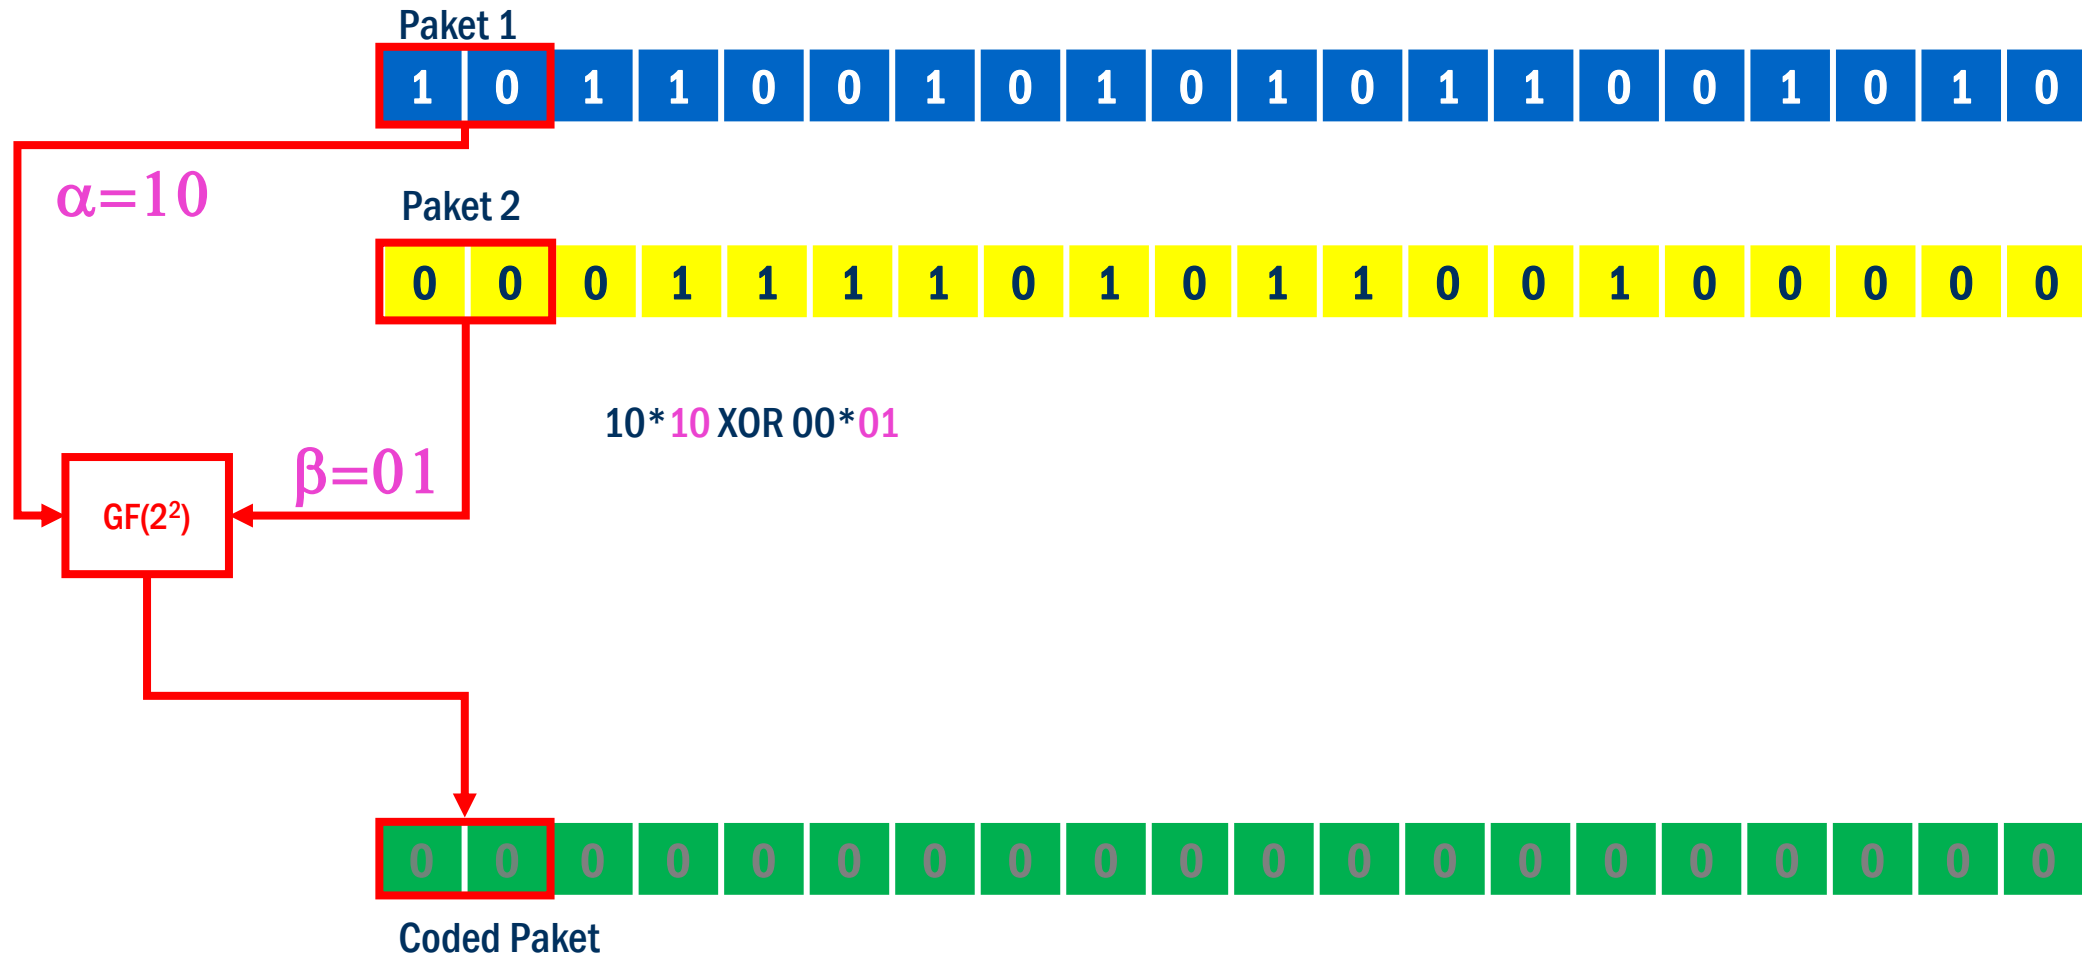 Paket 1
1 0 1 1 0 0 1 0 1 0 1 0 1 1 0 0 1 0 1 0
α=10
Paket 2
0 0 0 1 1 1 1 0 1 0 1 1 0 0 1 0 0 0 0 0
10*10 XOR 00*01
β=01
GF(2²)
0 0 0 0 0 0 0 0 0 0 0 0 0 0 0 0 0 0 0 0
Coded Paket